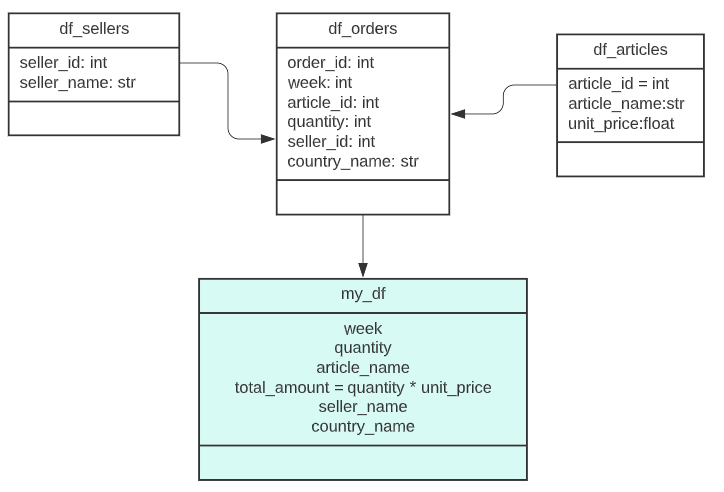 df_sellers
seller_id: int
seller_name: str
df_orders
order_id: int
week: int
article_id: int
quantity: int
seller_id: int
country_name: str
df_articles
article_id = int
article_name:str
unit_price:float
my_df
week
quantity
article_name
total_amount = quantity * unit_price
seller_name
country_name